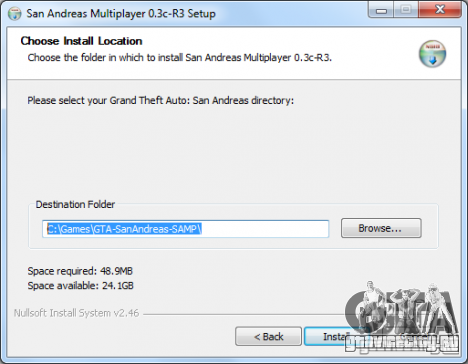 San Andreas Multiplayer 0.3c-R3 Setup
Choose Install Location
Choose the folder in which to install San Andreas Multiplayer 0.3c-R3.
Please select your Grand Theft Auto: San Andreas directory:
Destination Folder
C:\Games\GTA-SanAndreas-SAMP\
Browse...
Space required: 48.9MB
Space available: 24.1GB
Nullsoft Install System v2.46
GTA
< Back
Install